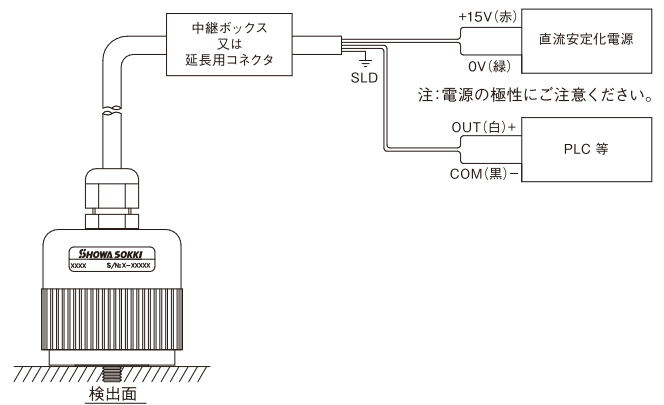 中継ボックス
又は
延長用コネクタ
+15V(赤)
直流安定化電源
0V(緑)
SLD
注:電源の極性にご注意ください。
OUT(白)+
PLC 等
COM(黒)−
SHOWA SOKKI
XXXX S/№X-XXXXX
検出面